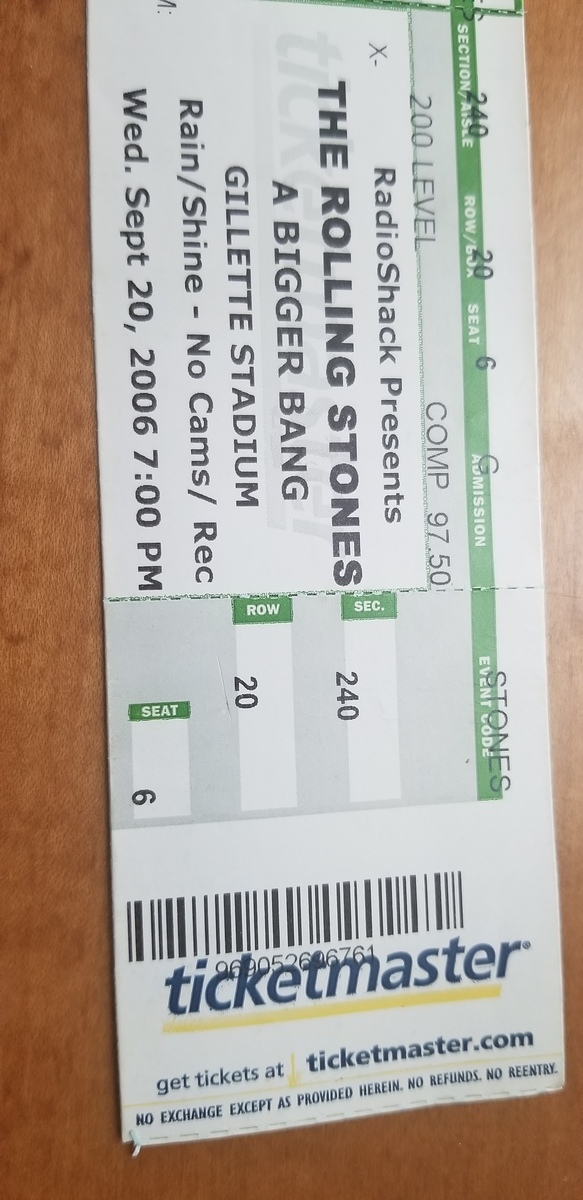 SECTION/AISLE ROW/BOX SEAT ADMISSION EVENT CODE
240 20 6 STONES
200 LEVEL COMP 97.50
X-
RadioShack Presents
THE ROLLING STONES
A BIGGER BANG
GILLETTE STADIUM
Rain/Shine - No Cams/ Rec
Wed. Sept 20, 2006 7:00 PM
SEC.
240
ROW
20
SEAT
6
ticketmaster
969052696761
ticketmaster
get tickets at ticketmaster.com
NO EXCHANGE EXCEPT AS PROVIDED HEREIN. NO REFUNDS. NO REENTRY.